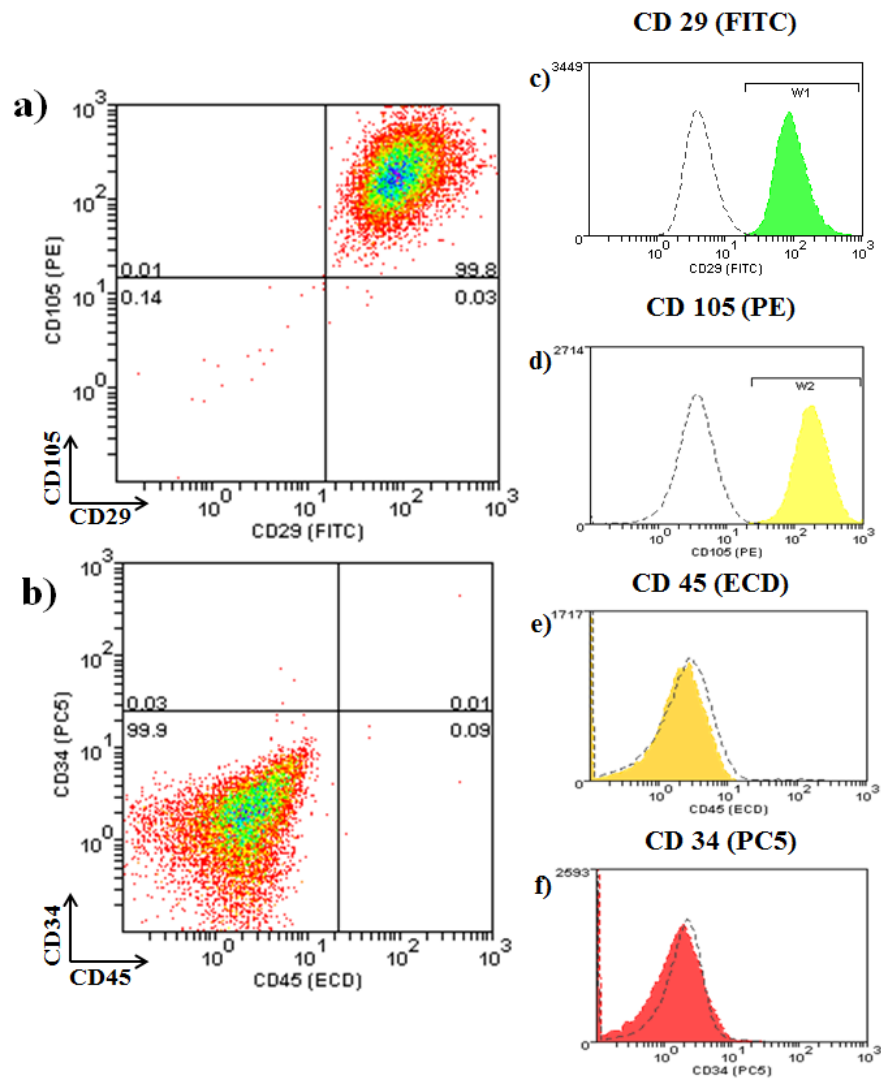 a)
10³
10²
10¹
10⁰
CD105 (PE)
0.01
99.8
0.14
0.03
10⁰ 10¹ 10² 10³
CD29 (FITC)
CD105
CD29
b)
10³
10²
10¹
10⁰
CD34 (PC5)
0.03
0.01
99.9
0.09
10⁰ 10¹ 10² 10³
CD45 (ECD)
CD34
CD45
CD 29 (FITC)
c)
3449
W1
0
10⁰ 10¹ 10² 10³
CD29 (FITC)
CD 105 (PE)
d)
2714
W2
0
10⁰ 10¹ 10² 10³
CD105 (PE)
CD 45 (ECD)
e)
1717
0
10⁰ 10¹ 10² 10³
CD45 (ECD)
CD 34 (PC5)
f)
2593
0
10⁰ 10¹ 10² 10³
CD34 (PC5)